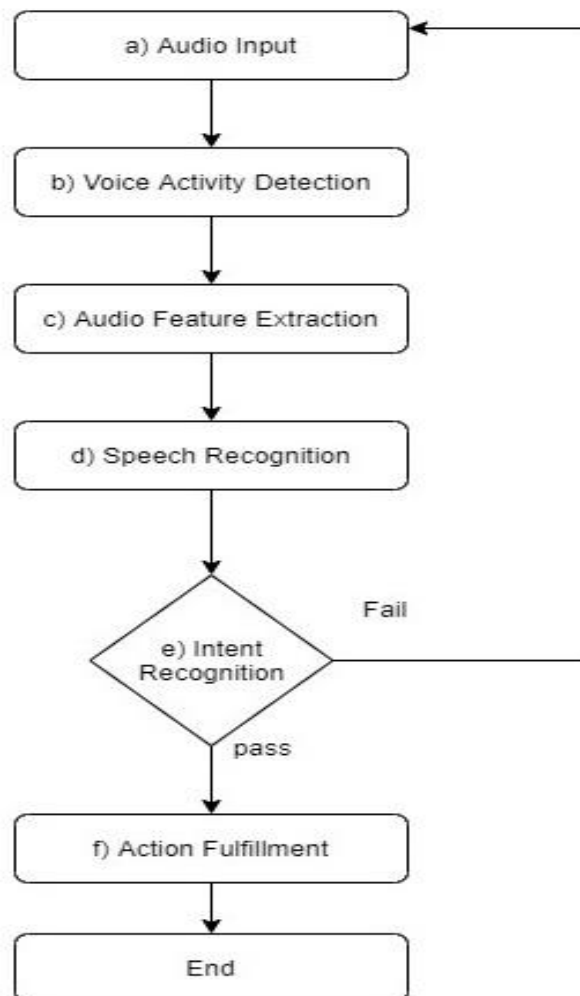 a) Audio Input
b) Voice Activity Detection
c) Audio Feature Extraction
d) Speech Recognition
Fail
e) Intent
Recognition
pass
f) Action Fulfillment
End